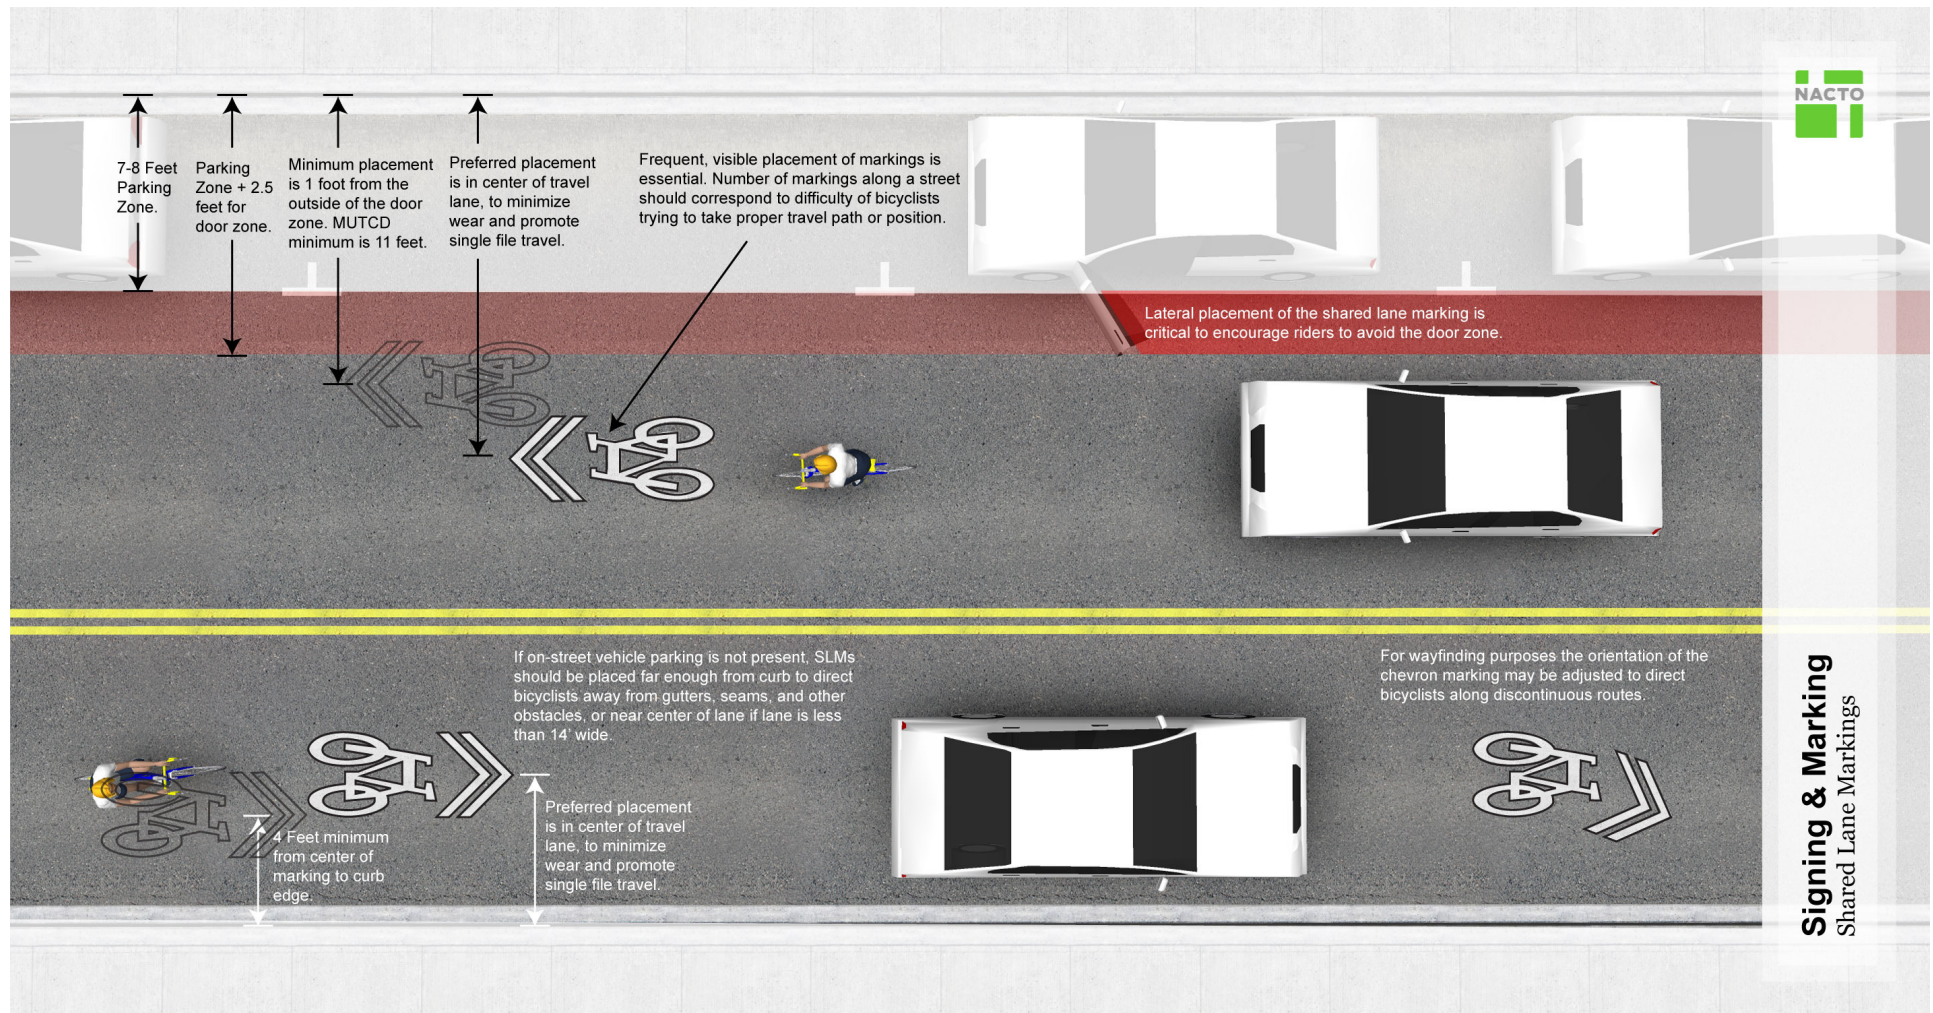 NACTO
7-8 Feet
Parking
Zone.
Parking
Zone + 2.5
feet for
door zone.
Minimum placement
is 1 foot from the
outside of the door
zone. MUTCD
minimum is 11 feet.
Preferred placement
is in center of travel
lane, to minimize
wear and promote
single file travel.
Frequent, visible placement of markings is
essential. Number of markings along a street
should correspond to difficulty of bicyclists
trying to take proper travel path or position.
Lateral placement of the shared lane marking is
critical to encourage riders to avoid the door zone.
If on-street vehicle parking is not present, SLMs
should be placed far enough from curb to direct
bicyclists away from gutters, seams, and other
obstacles, or near center of lane if lane is less
than 14' wide.
For wayfinding purposes the orientation of the
chevron marking may be adjusted to direct
bicyclists along discontinuous routes.
4 Feet minimum
from center of
marking to curb
edge.
Preferred placement
is in center of travel
lane, to minimize
wear and promote
single file travel.
Signing & Marking
Shared Lane Markings